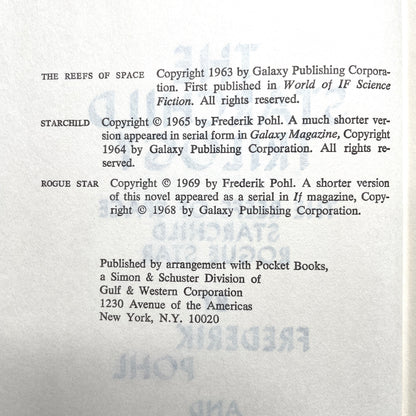 THE REEFS OF SPACE Copyright 1963 by Galaxy Publishing Corpora-
tion. First published in World of IF Science
Fiction. All rights reserved.
STARCHILD Copyright © 1965 by Frederik Pohl. A much shorter ver-
sion appeared in serial form in Galaxy Magazine, Copyright
1964 by Galaxy Publishing Corporation. All rights re-
served.
ROGUE STAR Copyright © 1969 by Frederik Pohl. A shorter version
of this novel appeared as a serial in If magazine, Copy-
right © 1968 by Galaxy Publishing Corporation.
Published by arrangement with Pocket Books,
a Simon & Schuster Division of
Gulf & Western Corporation
1230 Avenue of the Americas
New York, N.Y. 10020